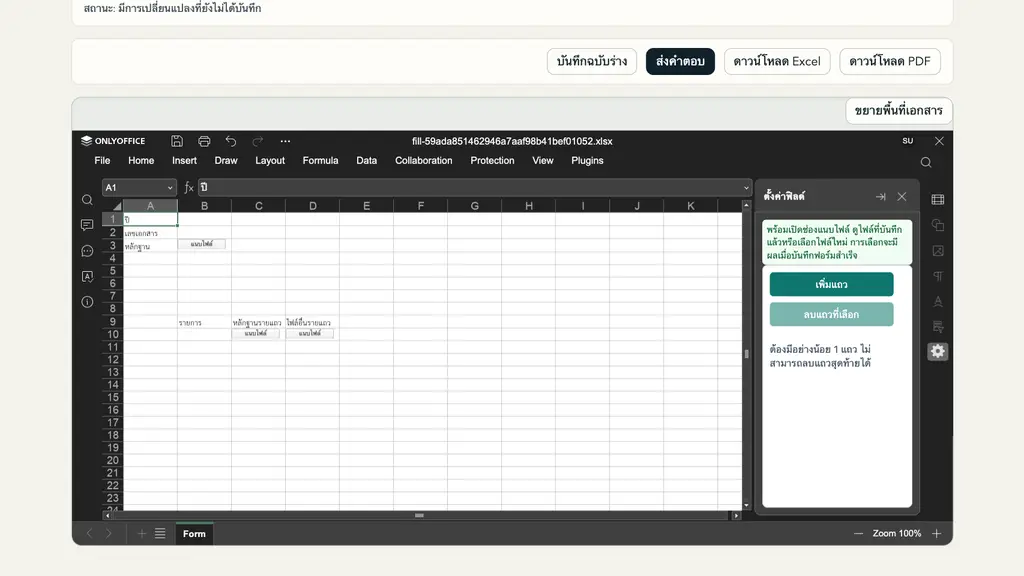 สถานะ: มีการเปลี่ยนแปลงที่ยังไม่ได้บันทึก
บันทึกฉบับร่าง ส่งคำตอบ ดาวน์โหลด Excel ดาวน์โหลด PDF
ขยายพื้นที่เอกสาร
ONLYOFFICE fill-59ada851462946a7aaf98b41bef01052.xlsx SU
File Home Insert Draw Layout Formula Data Collaboration Protection View Plugins
A1 fx ปี
A B C D E F G H I J K
1 ปี
2 เลขเอกสาร
3 หลักฐาน แนบไฟล์
4
5
6
7
8
9 รายการ หลักฐานรายแถว ไฟล์อื่นรายแถว
10 แนบไฟล์ แนบไฟล์
11
12
13
14
15
16
17
18
19
20
21
22
23
24
ตั้งค่าฟิลด์
พร้อมเปิดช่องแนบไฟล์ ดูไฟล์ที่บันทึก
แล้วหรือเลือกไฟล์ใหม่ การเลือกจะมี
ผลเมื่อบันทึกฟอร์มสำเร็จ
เพิ่มแถว
ลบแถวที่เลือก
ต้องมีอย่างน้อย 1 แถว ไม่
สามารถลบแถวสุดท้ายได้
Form Zoom 100%